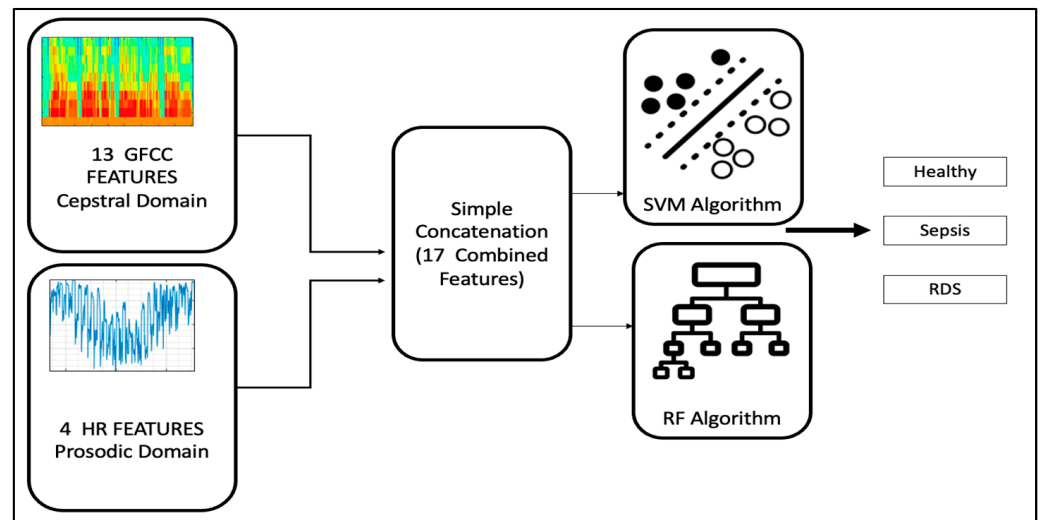 13 GFCC
FEATURES
Cepstral Domain
4 HR FEATURES
Prosodic Domain
Simple
Concatenation
(17 Combined
Features)
SVM Algorithm
RF Algorithm
Healthy
Sepsis
RDS